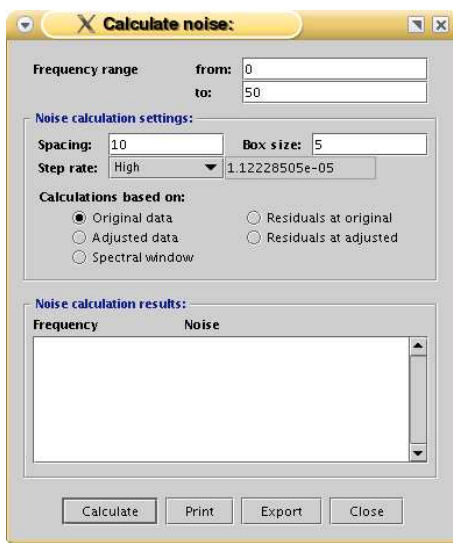 Calculate noise:
Frequency range from: 0
to: 50
Noise calculation settings:
Spacing: 10 Box size: 5
Step rate: High 1.12228505e-05
Calculations based on:
Original data Residuals at original
Adjusted data Residuals at adjusted
Spectral window
Noise calculation results:
Frequency Noise
Calculate Print Export Close